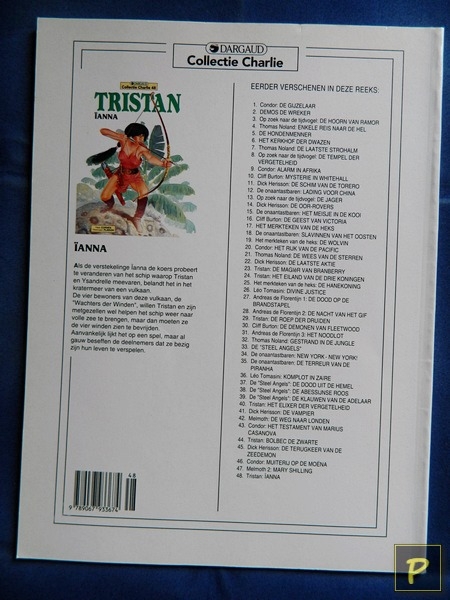 DARGAUD
Collectie Charlie
DARGAUD
Collectie Charlie 48
TRISTAN
ÏANNA
ÏANNA
Als de verstekelinge Ïanna de koers probeert
te veranderen van het schip waarop Tristan
en Ysandrelle meevaren, belandt het in het
kratermeer van een vulkaan.
De vier bewoners van deze vulkaan, de
"Wachters der Winden", willen Tristan en zijn
metgezellen wel helpen het schip weer naar
volle zee te brengen, maar dan moeten ze
de vier winden zien te bevrijden.
Aanvankelijk lijkt het op een spel, maar al
gauw beseffen de deelnemers dat ze bezig
zijn hun leven te verspelen.
48
9 789067 933674
EERDER VERSCHENEN IN DEZE REEKS:
1. Condor: DE GIJZELAAR
2. DEMOS DE WREKER
3. Op zoek naar de tijdvogel: DE HOORN VAN RAMOR
4. Thomas Noland: ENKELE REIS NAAR DE HEL
5. DE HONDENMENNER
6. HET KERKHOF DER DWAZEN
7. Thomas Noland: DE LAATSTE STROHALM
8. Op zoek naar de tijdvogel: DE TEMPEL DER
VERGETELHEID
9. Condor: ALARM IN AFRIKA
10. Cliff Burton: MYSTERIE IN WHITEHALL
11. Dick Herisson: DE SCHIM VAN DE TORERO
12. De onaantastbaren: LADING VOOR CHINA
13. Op zoek naar de tijdvogel: DE JAGER
14. Dick Herisson: DE OOR-ROVERS
15. De onaantastbaren: HET MEISJE IN DE KOOI
16. Cliff Burton: DE GEEST VAN VICTORIA
17. HET MERKTEKEN VAN DE HEKS
18. De onaantastbaren: SLAVINNEN VAN HET OOSTEN
19. Het merkteken van de heks: DE WOLVIN
20. Condor: HET RIJK VAN DE PACIFIC
21. Thomas Noland: DE WEES VAN DE STERREN
22. Dick Herisson: DE LAATSTE AKTIE
23. Tristan: DE MAGIËR VAN BRANBERRY
24. Tristan: HET EILAND VAN DE DRIE KONINGEN
25. Het merkteken van de heks: DE HANEKONING
26. Léo Tomasini: DIVINE JUSTICE
27. Andreas de Florentijn 1: DE DOOD OP DE
BRANDSTAPEL
28. Andreas de Florentijn 2: DE NACHT VAN HET GIF
29. Tristan: DE ROEP DER DRUÏDEN
30. Cliff Burton: DE DEMONEN VAN FLEETWOOD
31. Andreas de Florentijn 3: HET NOODLOT
32. Thomas Noland: GESTRAND IN DE JUNGLE
33. DE "STEEL ANGELS"
34. De onaantastbaren: NEW YORK - NEW YORK!
35. De onaantastbaren: DE TERREUR VAN DE
PIRANHA
36. Léo Tomasini: KOMPLOT IN ZAIRE
37. De "Steel Angels": DE DOOD UIT DE HEMEL
38. De "Steel Angels": DE ABESSIJNSE ROOS
39. De "Steel Angels": DE KLAUWEN VAN DE ADELAAR
40. Tristan: HET ELIXER DER VERGETELHEID
41. Dick Herisson: DE VAMPIER
42. Melmoth: DE WEG NAAR LONDEN
43. Condor: HET TESTAMENT VAN MARIUS
CASANOVA
44. Tristan: BOLBEC DE ZWARTE
45. Dick Herisson: DE TERUGKEER VAN DE
ZEEDEMON
46. Condor: MUITERIJ OP DE MOENA
47. Melmoth 2: MARY SHILLING
48. Tristan: ÏANNA
P